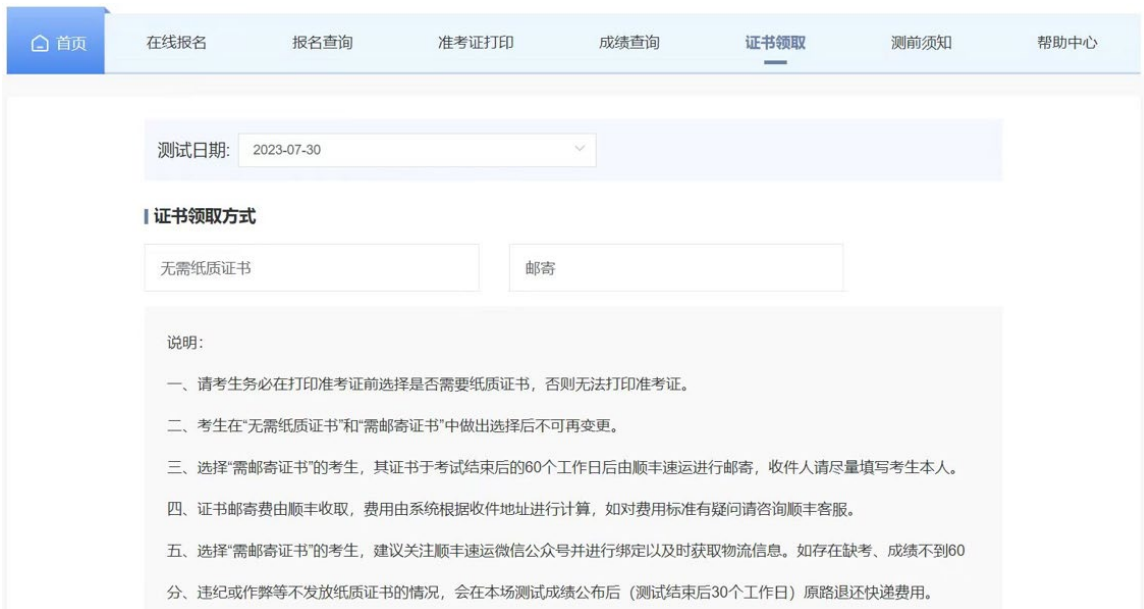 首页 在线报名 报名查询 准考证打印 成绩查询 证书领取 测前须知 帮助中心
测试日期: 2023-07-30
证书领取方式
无需纸质证书 邮寄
说明：
一、请考生务必在打印准考证前选择是否需要纸质证书，否则无法打印准考证。
二、考生在“无需纸质证书”和“需邮寄证书”中做出选择后不可再变更。
三、选择“需邮寄证书”的考生，其证书于考试结束后的60个工作日后由顺丰速运进行邮寄，收件人请尽量填写考生本人。
四、证书邮寄费由顺丰收取，费用由系统根据收件地址进行计算，如对费用标准有疑问请咨询顺丰客服。
五、选择“需邮寄证书”的考生，建议关注顺丰速运微信公众号并进行绑定以及时获取物流信息。如存在缺考、成绩不到60
分、违纪或作弊等不发放纸质证书的情况，会在本场测试成绩公布后（测试结束后30个工作日）原路退还快递费用。